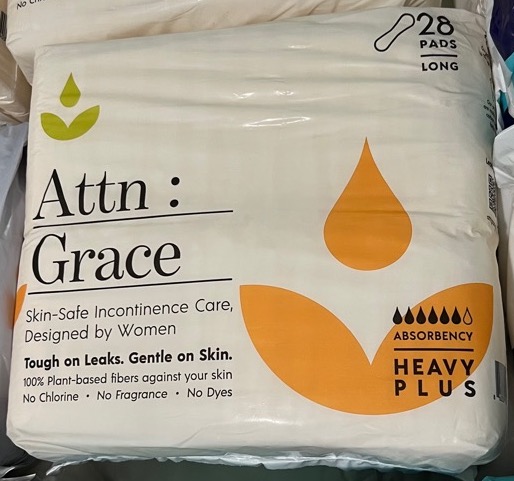 28
PADS
LONG
Attn :
Grace
Skin-Safe Incontinence Care,
Designed by Women
Tough on Leaks. Gentle on Skin.
100% Plant-based fibers against your skin
No Chlorine • No Fragrance • No Dyes
ABSORBENCY
HEAVY
PLUS